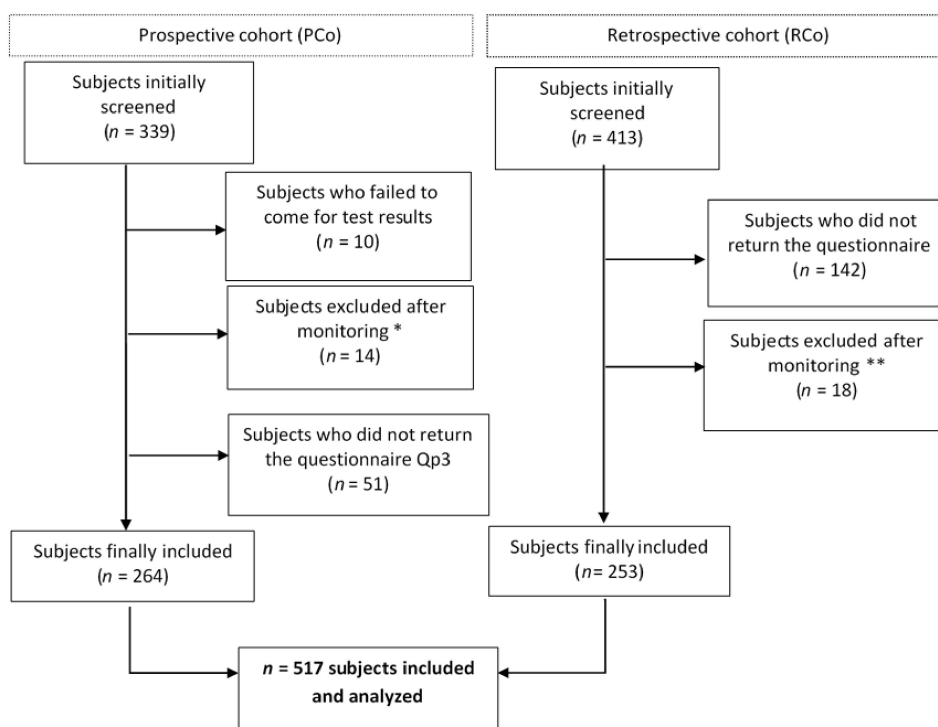 Prospective cohort (PCo)
Subjects initially
screened
(n = 339)
Subjects who failed to
come for test results
(n = 10)
Subjects excluded after
monitoring *
(n = 14)
Subjects who did not return
the questionnaire Qp3
(n = 51)
Subjects finally included
(n = 264)
Retrospective cohort (RCo)
Subjects initially
screened
(n = 413)
Subjects who did not
return the questionnaire
(n = 142)
Subjects excluded after
monitoring **
(n = 18)
Subjects finally included
(n= 253)
n = 517 subjects included
and analyzed